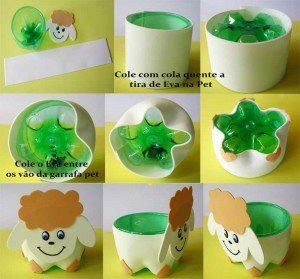 Cole com cola quente a
tira de Eva na Pet
Cole o Eva entre
os vão da garrafa pet